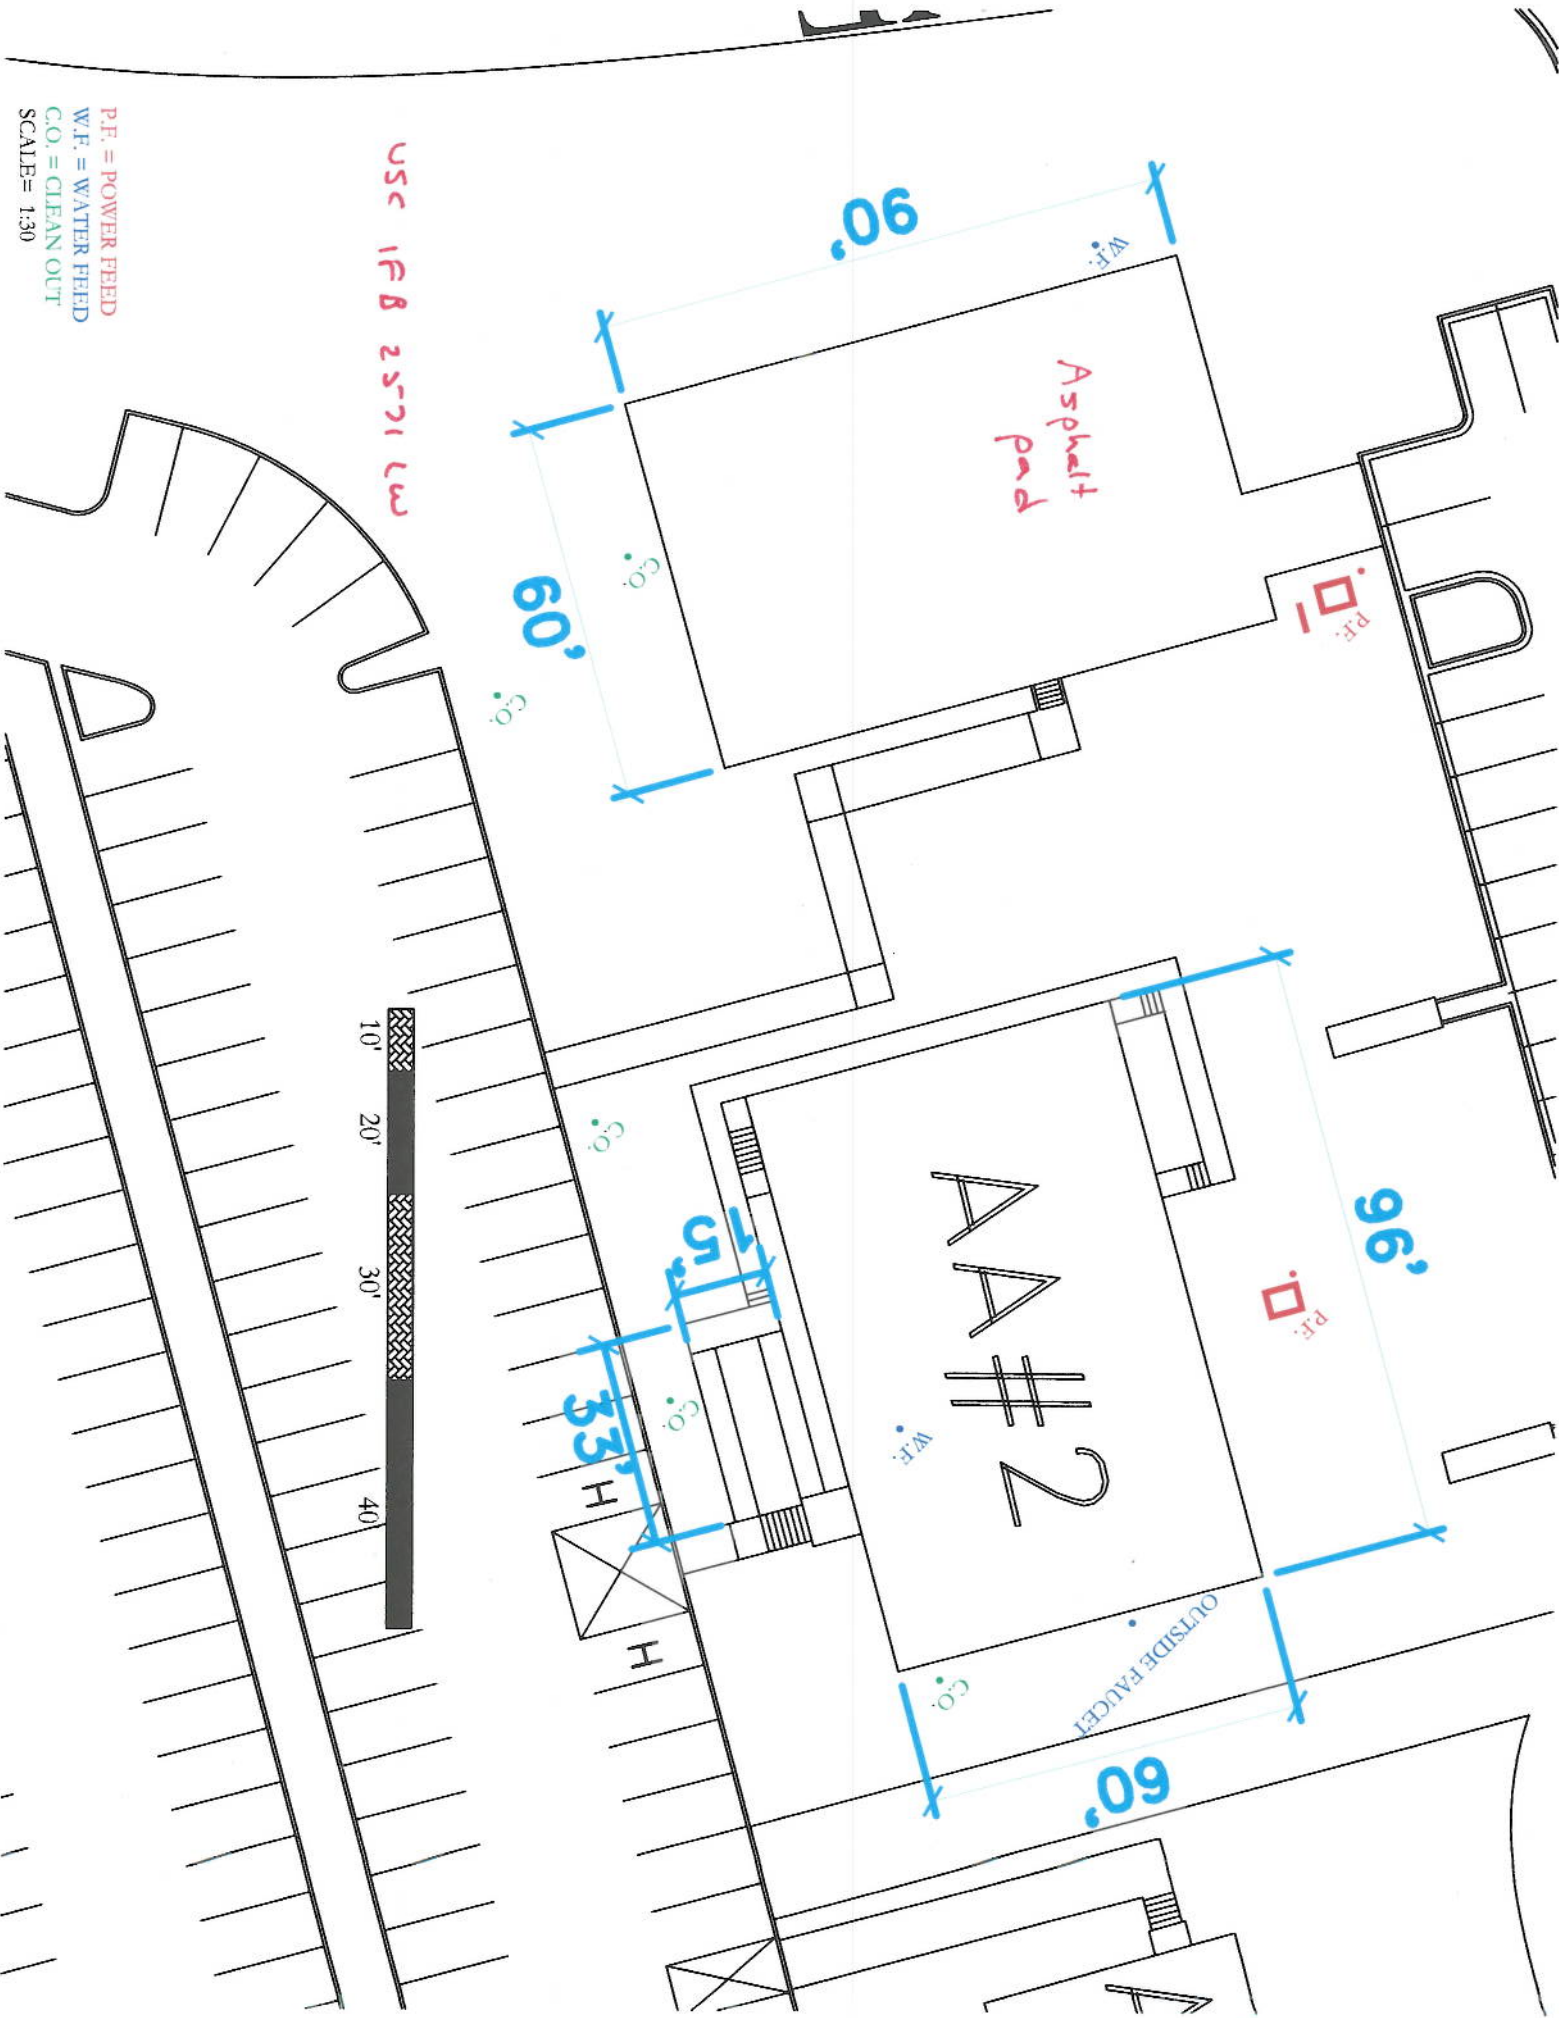 USC IFB 2571 LW
Asphalt
pad
90'
60'
W.F.
C.O.
C.O.
P.F.
96'
60'
15'
33'
AA#2
P.F.
W.F.
C.O.
C.O.
C.O.
OUTSIDE FAUCET
H
H
10' 20' 30' 40'
P.F. = POWER FEED
W.F. = WATER FEED
C.O. = CLEAN OUT
SCALE= 1:30
A